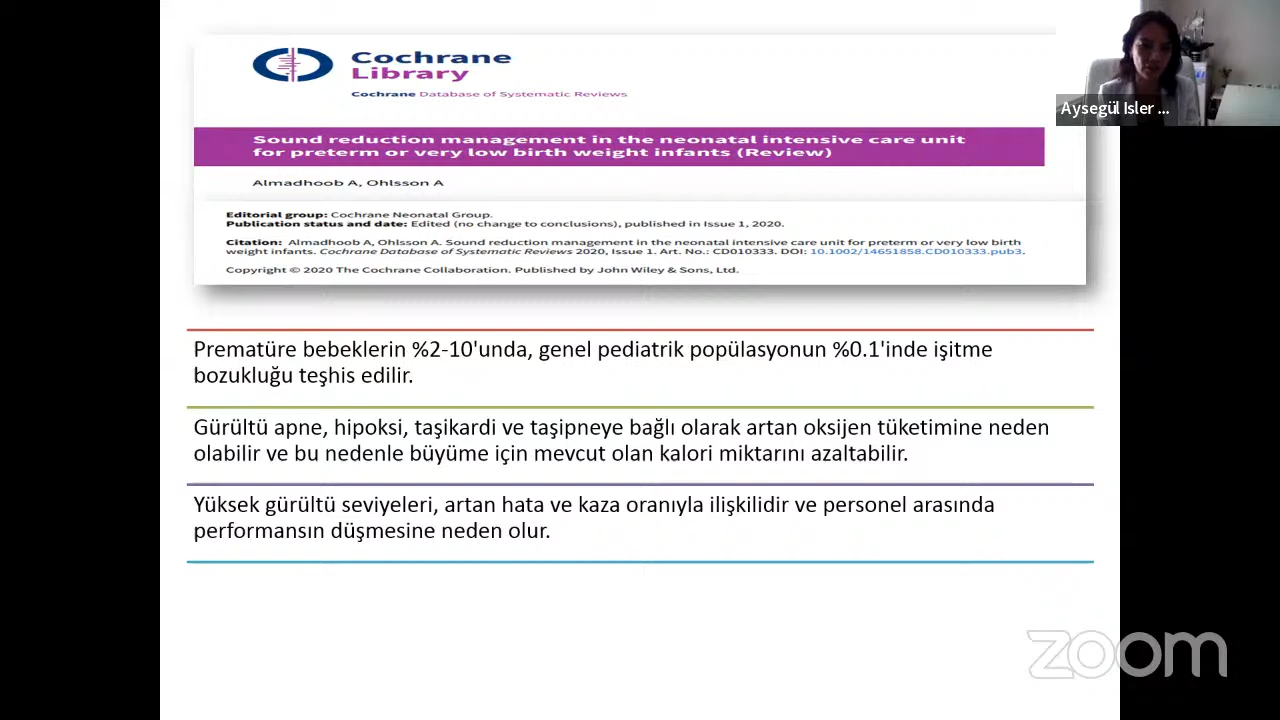 Cochrane
Library
Cochrane Database of Systematic Reviews
Sound reduction management in the neonatal intensive care unit
for preterm or very low birth weight infants (Review)
Almadhoob A, Ohlsson A
Editorial group: Cochrane Neonatal Group.
Publication status and date: Edited (no change to conclusions), published in Issue 1, 2020.
Citation: Almadhoob A, Ohlsson A. Sound reduction management in the neonatal intensive care unit for preterm or very low birth
weight infants. Cochrane Database of Systematic Reviews 2020, Issue 1. Art. No.: CD010333. DOI: 10.1002/14651858.CD010333.pub3.
Copyright © 2020 The Cochrane Collaboration. Published by John Wiley & Sons, Ltd.
Aysegül Isler ...
Prematüre bebeklerin %2-10'unda, genel pediatrik popülasyonun %0.1'inde işitme
bozukluğu teşhis edilir.
Gürültü apne, hipoksi, taşikardi ve taşipneye bağlı olarak artan oksijen tüketimine neden
olabilir ve bu nedenle büyüme için mevcut olan kalori miktarını azaltabilir.
Yüksek gürültü seviyeleri, artan hata ve kaza oranıyla ilişkilidir ve personel arasında
performansın düşmesine neden olur.
zoom